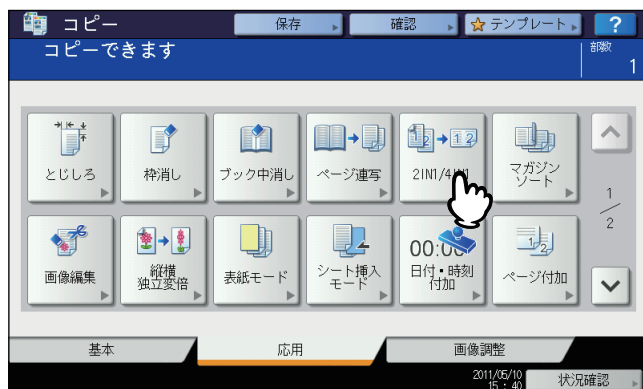 コピー
保存
確認
テンプレート
?
コピーできます
部数
1
とじしろ
枠消し
ブック中消し
ページ連写
2IN1/4IN1
マガジン
ソート
1
2
画像編集
縦横
独立変倍
表紙モード
シート挿入
モード
00:00
日付・時刻
付加
ページ付加
基本
応用
画像調整
2011/05/10
15:40
状況確認